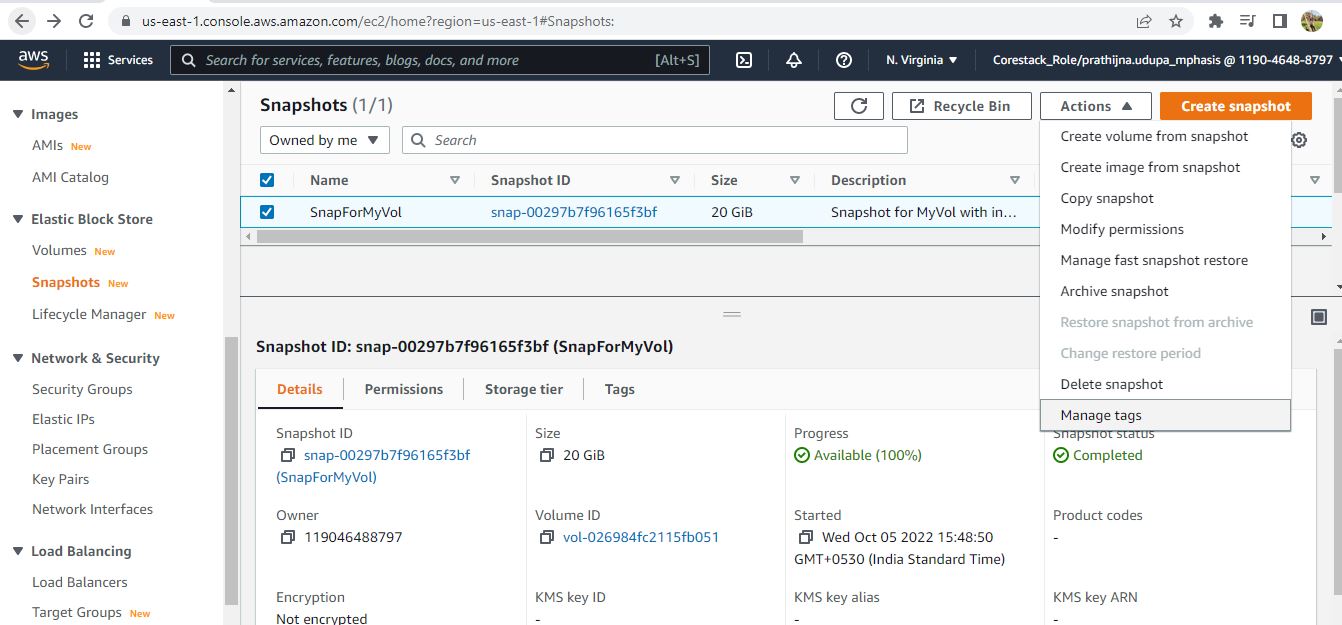 us-east-1.console.aws.amazon.com/ec2/home?region=us-east-1#Snapshots:
aws Services Search for services, features, blogs, docs, and more [Alt+S] N. Virginia Corestack_Role/prathijna.udupa_mphasis @ 1190-4648-8797
Images
AMIs New
AMI Catalog
Elastic Block Store
Volumes New
Snapshots New
Lifecycle Manager New
Network & Security
Security Groups
Elastic IPs
Placement Groups
Key Pairs
Network Interfaces
Load Balancing
Load Balancers
Target Groups New
Snapshots (1/1)
Recycle Bin Actions Create snapshot
Owned by me Search
Name Snapshot ID Size Description
SnapForMyVol snap-00297b7f96165f3bf 20 GiB Snapshot for MyVol with in...
Create volume from snapshot
Create image from snapshot
Copy snapshot
Modify permissions
Manage fast snapshot restore
Archive snapshot
Restore snapshot from archive
Change restore period
Delete snapshot
Manage tags
Snapshot ID: snap-00297b7f96165f3bf (SnapForMyVol)
Details Permissions Storage tier Tags
Snapshot ID
snap-00297b7f96165f3bf
(SnapForMyVol)
Size
20 GiB
Progress
Available (100%)
Snapshot status
Completed
Owner
119046488797
Volume ID
vol-026984fc2115fb051
Started
Wed Oct 05 2022 15:48:50
GMT+0530 (India Standard Time)
Product codes
-
Encryption
Not encrypted
KMS key ID
-
KMS key alias
-
KMS key ARN
-